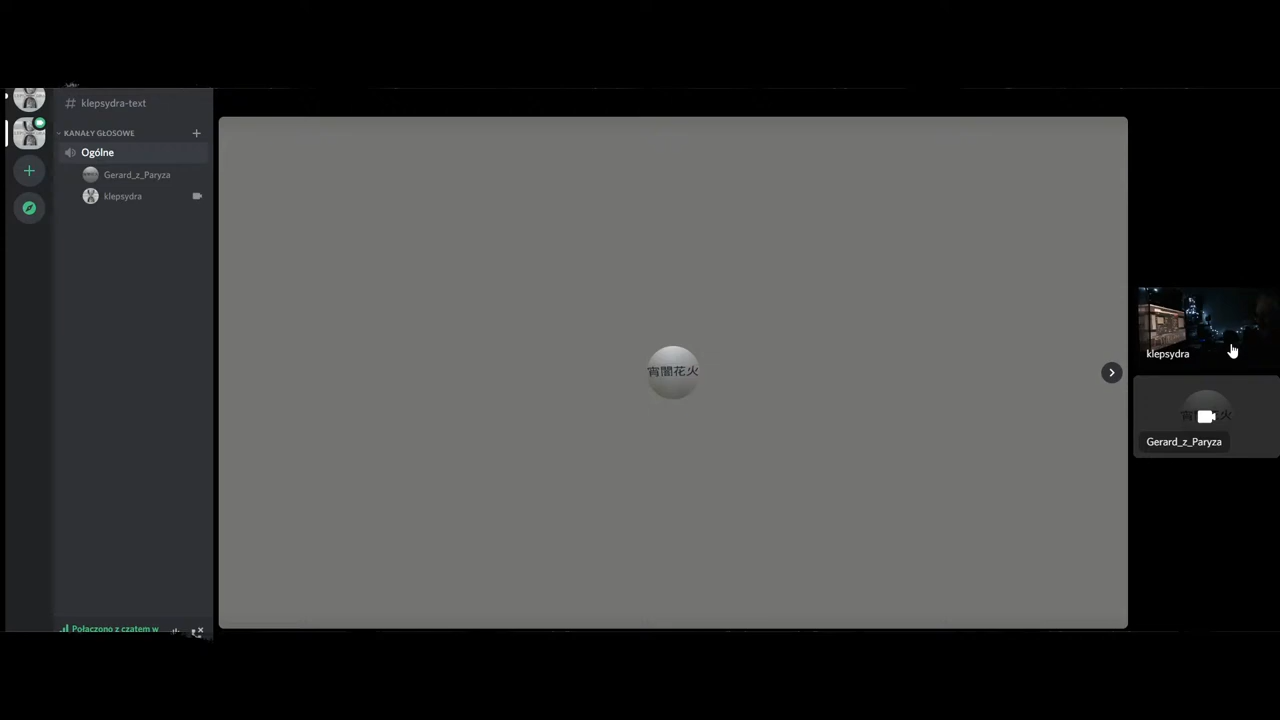 klepsydra-text
KANAŁY GŁOSOWE
Ogólne
Gerard_z_Paryza
klepsydra
Połączono z czatem w
宵闇花火
klepsydra
Gerard_z_Paryza